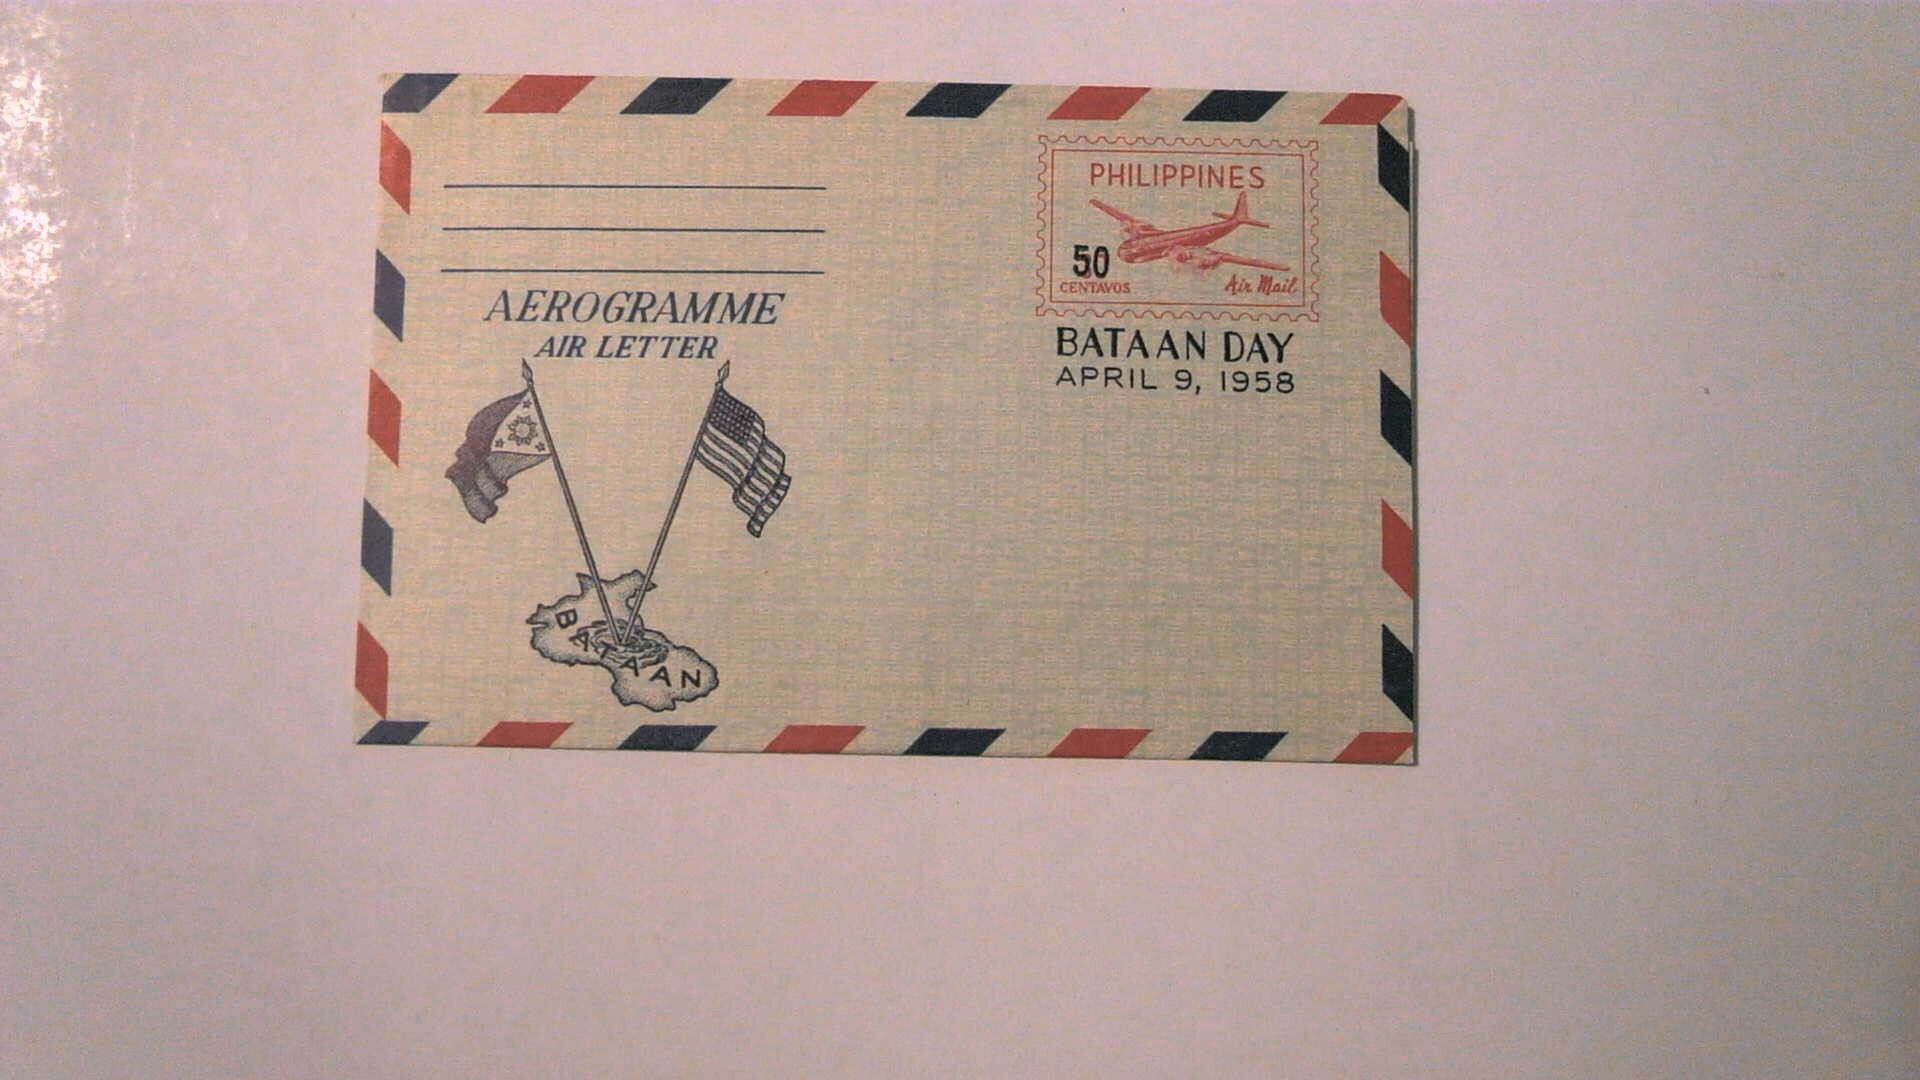 PHILIPPINES
50
CENTAVOS
Air Mail
BATAAN DAY
APRIL 9, 1958
AEROGRAMME
AIR LETTER
BATAAN